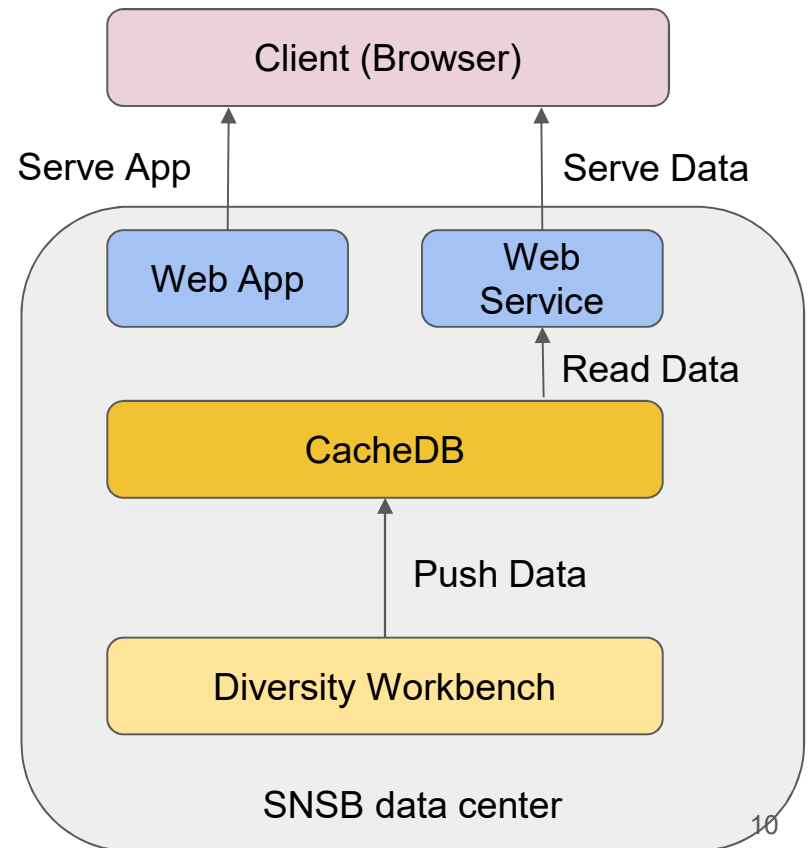 Client (Browser)
Serve App
Serve Data
Web App
Web
Service
Read Data
CacheDB
Push Data
Diversity Workbench
SNSB data center
10